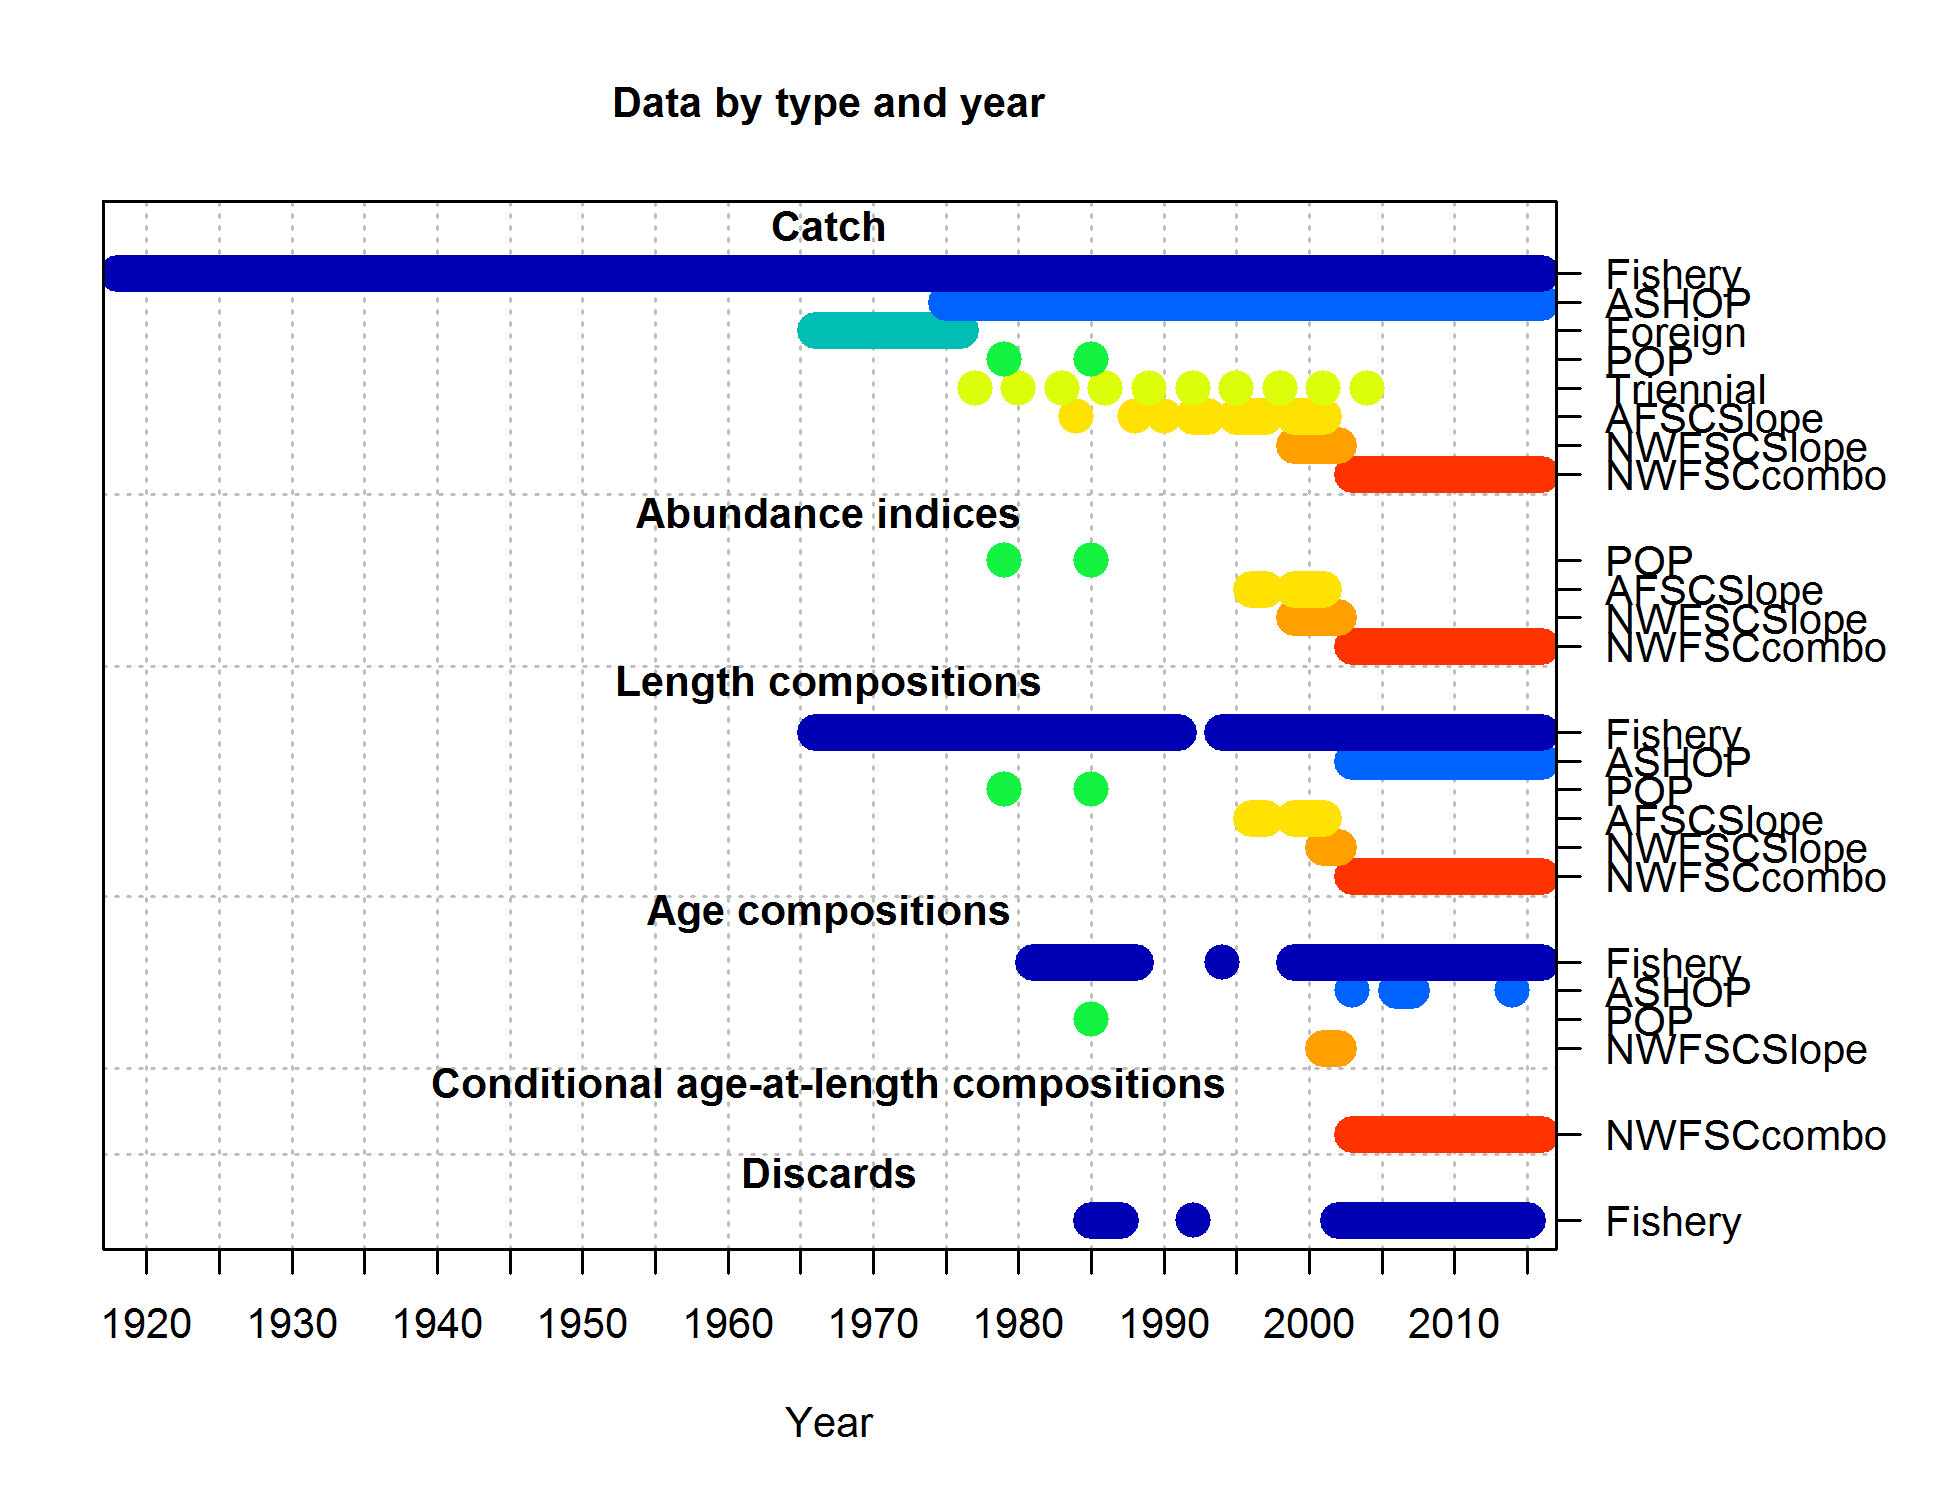 Data by type and year
Catch
Fishery
ASHOP
Foreign
POP
Triennial
AFSCSlope
NWFSCSlope
NWFSCcombo
Abundance indices
POP
AFSCSlope
NWFSCSlope
NWFSCcombo
Length compositions
Fishery
ASHOP
POP
AFSCSlope
NWFSCSlope
NWFSCcombo
Age compositions
Fishery
ASHOP
POP
NWFSCSlope
Conditional age-at-length compositions
NWFSCcombo
Discards
Fishery
1920 1930 1940 1950 1960 1970 1980 1990 2000 2010
Year